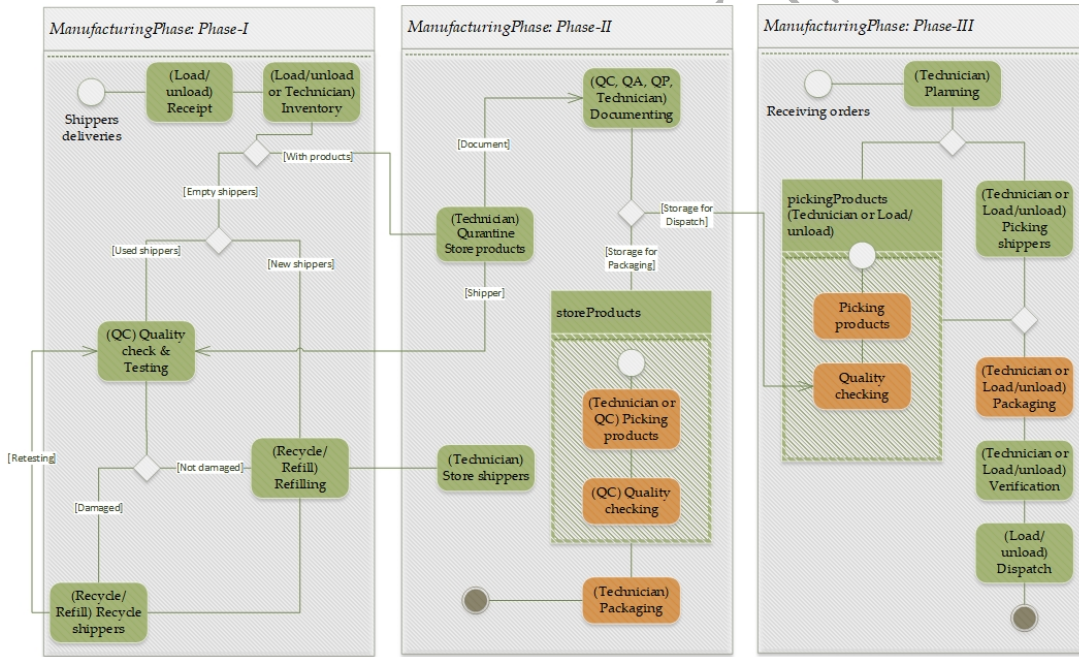 ManufacturingPhase: Phase-I
Shippers
deliveries
(Load/
unload)
Receipt
(Load/unload
or Technician)
Inventory
[With products]
[Empty shippers]
[Used shippers]
[New shippers]
(QC) Quality
check &
Testing
[Retesting]
[Not damaged]
[Damaged]
(Recycle/
Refill)
Refilling
(Recycle/
Refill) Recycle
shippers
ManufacturingPhase: Phase-II
(QC, QA, QP,
Technician)
Documenting
[Document]
(Technician)
Qurantine
Store products
[Storage for
Dispatch]
[Storage for
Packaging]
[Shipper]
storeProducts
(Technician or
QC) Picking
products
(QC) Quality
checking
(Technician)
Store shippers
(Technician)
Packaging
ManufacturingPhase: Phase-III
Receiving orders
(Technician)
Planning
pickingProducts
(Technician or Load/
unload)
Picking
products
Quality
checking
(Technician or
Load/unload)
Picking
shippers
(Technician or
Load/unload)
Packaging
(Technician or
Load/unload)
Verification
(Load/
unload)
Dispatch